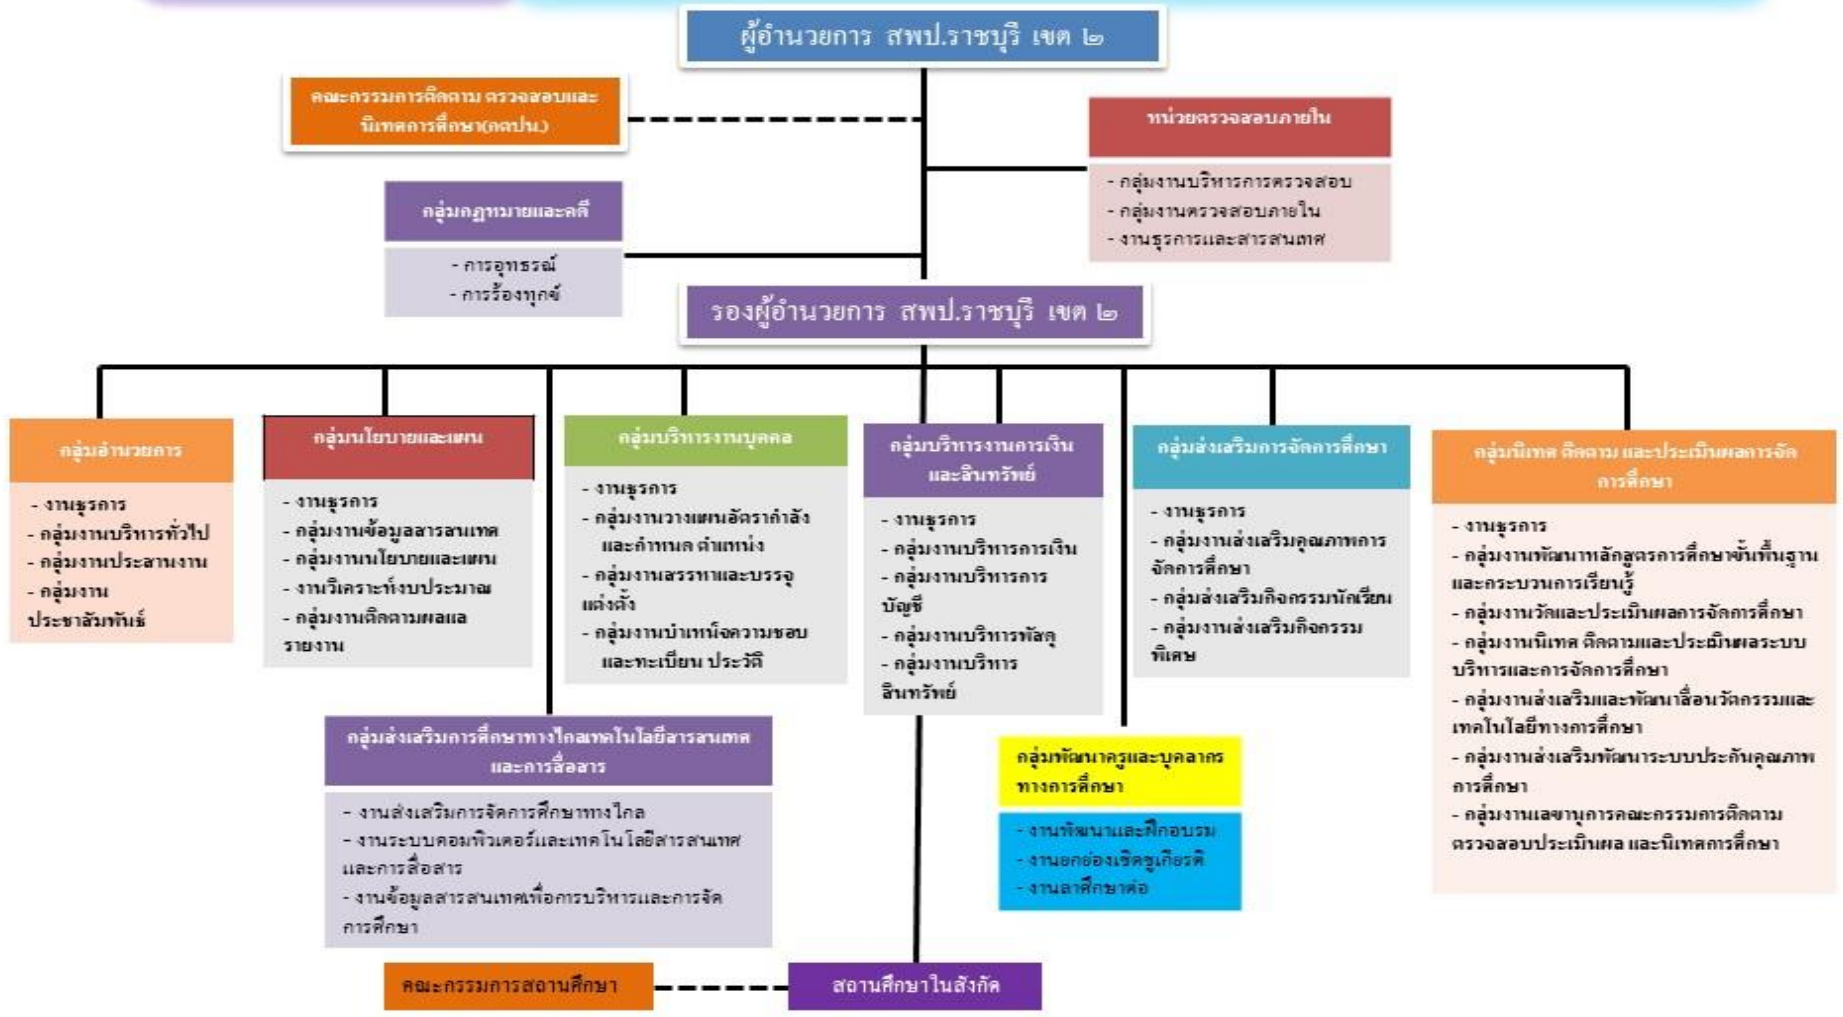 ผู้อำนวยการ สพป.ราชบุรี เขต ๒
คณะกรรมการติดตาม ตรวจสอบและ
นิเทศการศึกษา(กตปน.)
หน่วยตรวจสอบภายใน
- กลุ่มงานบริหารการตรวจสอบ
- กลุ่มงานตรวจสอบภายใน
- งานธุรการและสารสนเทศ
กลุ่มกฎหมายและคดี
- การอุทธรณ์
- การร้องทุกข์
รองผู้อำนวยการ สพป.ราชบุรี เขต ๒
กลุ่มอำนวยการ
- งานธุรการ
- กลุ่มงานบริหารทั่วไป
- กลุ่มงานประสานงาน
- กลุ่มงาน
ประชาสัมพันธ์
กลุ่มนโยบายและแผน
- งานธุรการ
- กลุ่มงานข้อมูลสารสนเทศ
- กลุ่มงานนโยบายและแผน
- งานวิเคราะห์งบประมาณ
- กลุ่มงานติดตามผลแล
รายงาน
กลุ่มบริหารงานบุคคล
- งานธุรการ
- กลุ่มงานวางแผนอัตรากำลัง
และกำหนด ตำแหน่ง
- กลุ่มงานสรรหาและบรรจุ
แต่งตั้ง
- กลุ่มงานบำเหน็จความชอบ
และทะเบียน ประวัติ
กลุ่มบริหารงานการเงิน
และสินทรัพย์
- งานธุรการ
- กลุ่มงานบริหารการเงิน
- กลุ่มงานบริหารการ
บัญชี
- กลุ่มงานบริหารพัสดุ
- กลุ่มงานบริหาร
สินทรัพย์
กลุ่มส่งเสริมการจัดการศึกษา
- งานธุรการ
- กลุ่มงานส่งเสริมคุณภาพการ
จัดการศึกษา
- กลุ่มส่งเสริมกิจกรรมนักเรียน
- กลุ่มงานส่งเสริมกิจกรรม
พิเศษ
กลุ่มนิเทศ ติดตาม และประเมินผลการจัด
การศึกษา
- งานธุรการ
- กลุ่มงานพัฒนาหลักสูตรการศึกษาขั้นพื้นฐาน
และกระบวนการเรียนรู้
- กลุ่มงานวัดและประเมินผลการจัดการศึกษา
- กลุ่มงานนิเทศ ติดตามและประเมินผลระบบ
บริหารและการจัดการศึกษา
- กลุ่มงานส่งเสริมและพัฒนาสื่อนวัตกรรมและ
เทคโนโลยีทางการศึกษา
- กลุ่มงานส่งเสริมพัฒนาระบบประกันคุณภาพ
การศึกษา
- กลุ่มงานเลขานุการคณะกรรมการติดตาม
ตรวจสอบประเมินผล และนิเทศการศึกษา
กลุ่มส่งเสริมการศึกษาทางไกลเทคโนโลยีสารสนเทศ
และการสื่อสาร
- งานส่งเสริมการจัดการศึกษาทางไกล
- งานระบบคอมพิวเตอร์และเทคโนโลยีสารสนเทศ
และการสื่อสาร
- งานข้อมูลสารสนเทศเพื่อการบริหารและการจัด
การศึกษา
กลุ่มพัฒนาครูและบุคลากร
ทางการศึกษา
- งานพัฒนาและฝึกอบรม
- งานยกย่องเชิดชูเกียรติ
- งานลาศึกษาต่อ
คณะกรรมการสถานศึกษา
สถานศึกษาในสังกัด